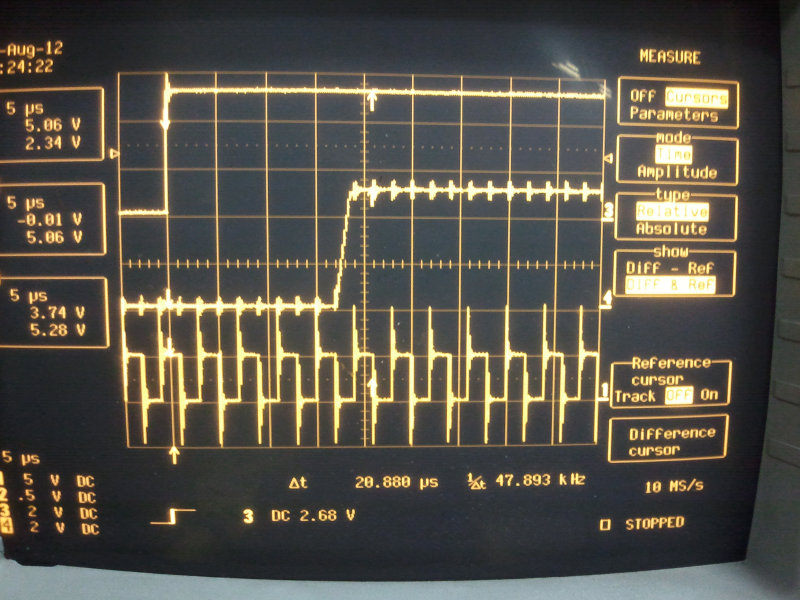 -Aug-12
:24:22
MEASURE
5 µs
5.06 V
2.34 V
5 µs
-0.01 V
5.06 V
5 µs
3.74 V
5.28 V
OFF Cursors
Parameters
mode
Time
Amplitude
type
Relative
Absolute
show
Diff - Ref
Diff & Ref
Reference
cursor
Track OFF On
Difference
cursor
3
4
1
5 µs
1 5 V DC
2 .5 V DC
3 2 V DC
4 2 V DC
Δt 20.880 µs 1/Δt 47.893 kHz
3 DC 2.68 V
10 MS/s
STOPPED